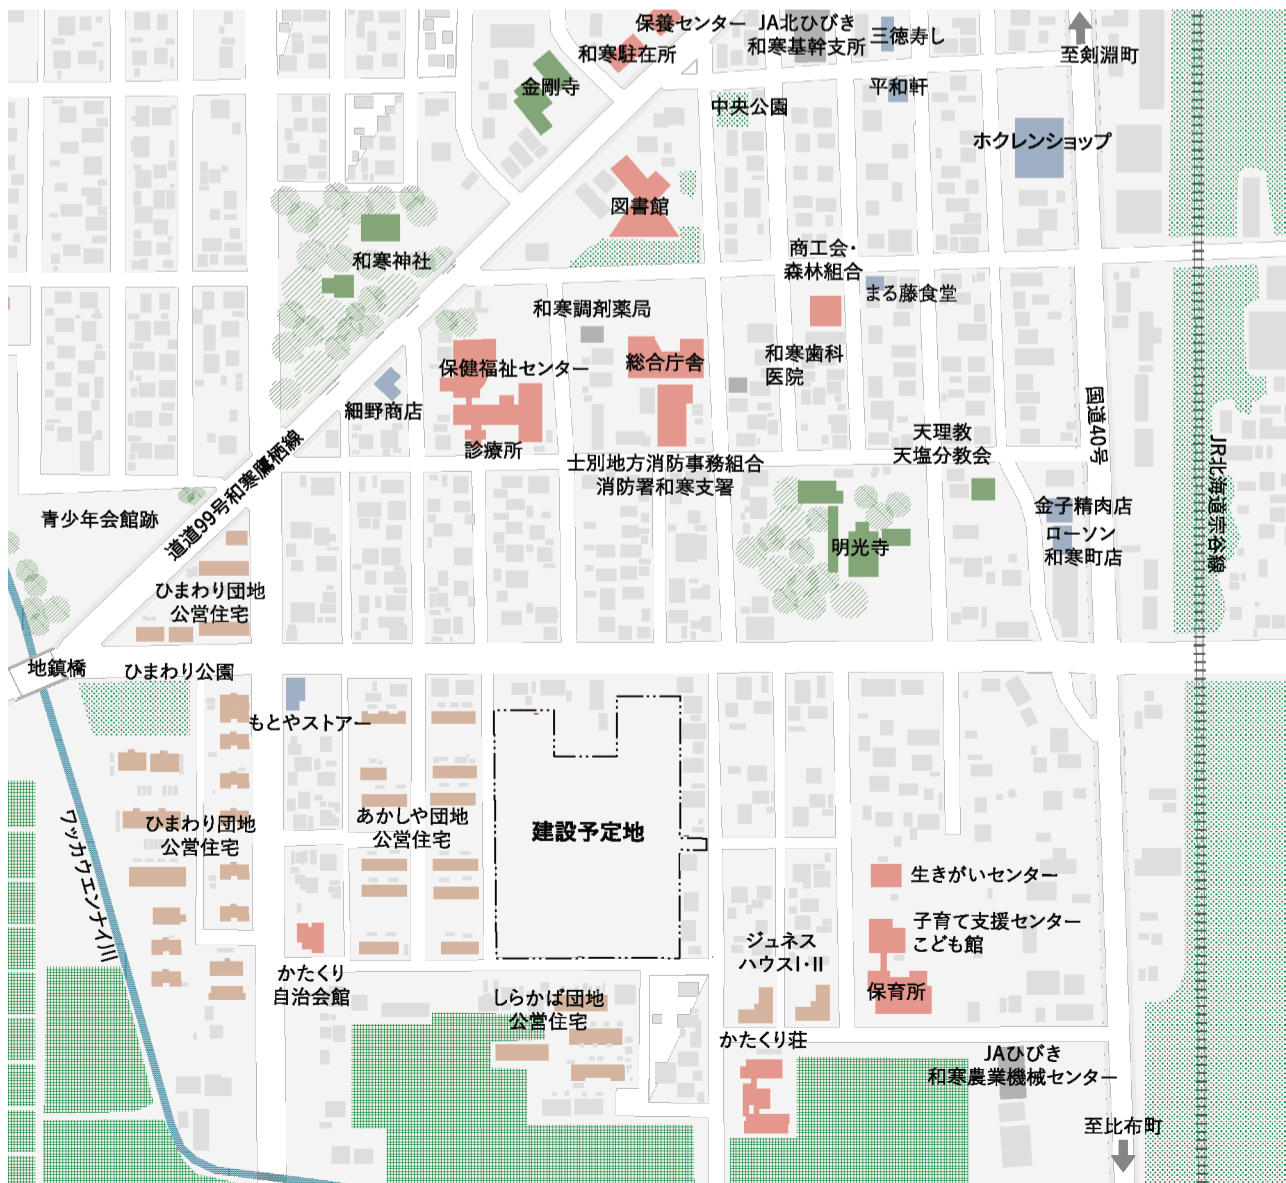 保養センター
JA北ひびき
和寒基幹支所
三徳寿し
至剣淵町
和寒駐在所
金剛寺
平和軒
中央公園
ホクレンショップ
図書館
和寒神社
商工会・
森林組合
まる藤食堂
和寒調剤薬局
保健福祉センター
総合庁舎
和寒歯科
医院
細野商店
国道40号
診療所
天理教
天塩分教会
道道99号和寒鷹栖線
士別地方消防事務組合
消防署和寒支署
JR北海道宗谷線
青少年会館跡
金子精肉店
ローソン
和寒町店
明光寺
ひまわり団地
公営住宅
地鎮橋
ひまわり公園
もとやストアー
ワッカウエンナイ川
ひまわり団地
公営住宅
あかしや団地
公営住宅
建設予定地
生きがいセンター
子育て支援センター
こども館
ジュネス
ハウスI・II
保育所
かたくり
自治会館
しらかば団地
公営住宅
かたくり荘
JAひびき
和寒農業機械センター
至比布町